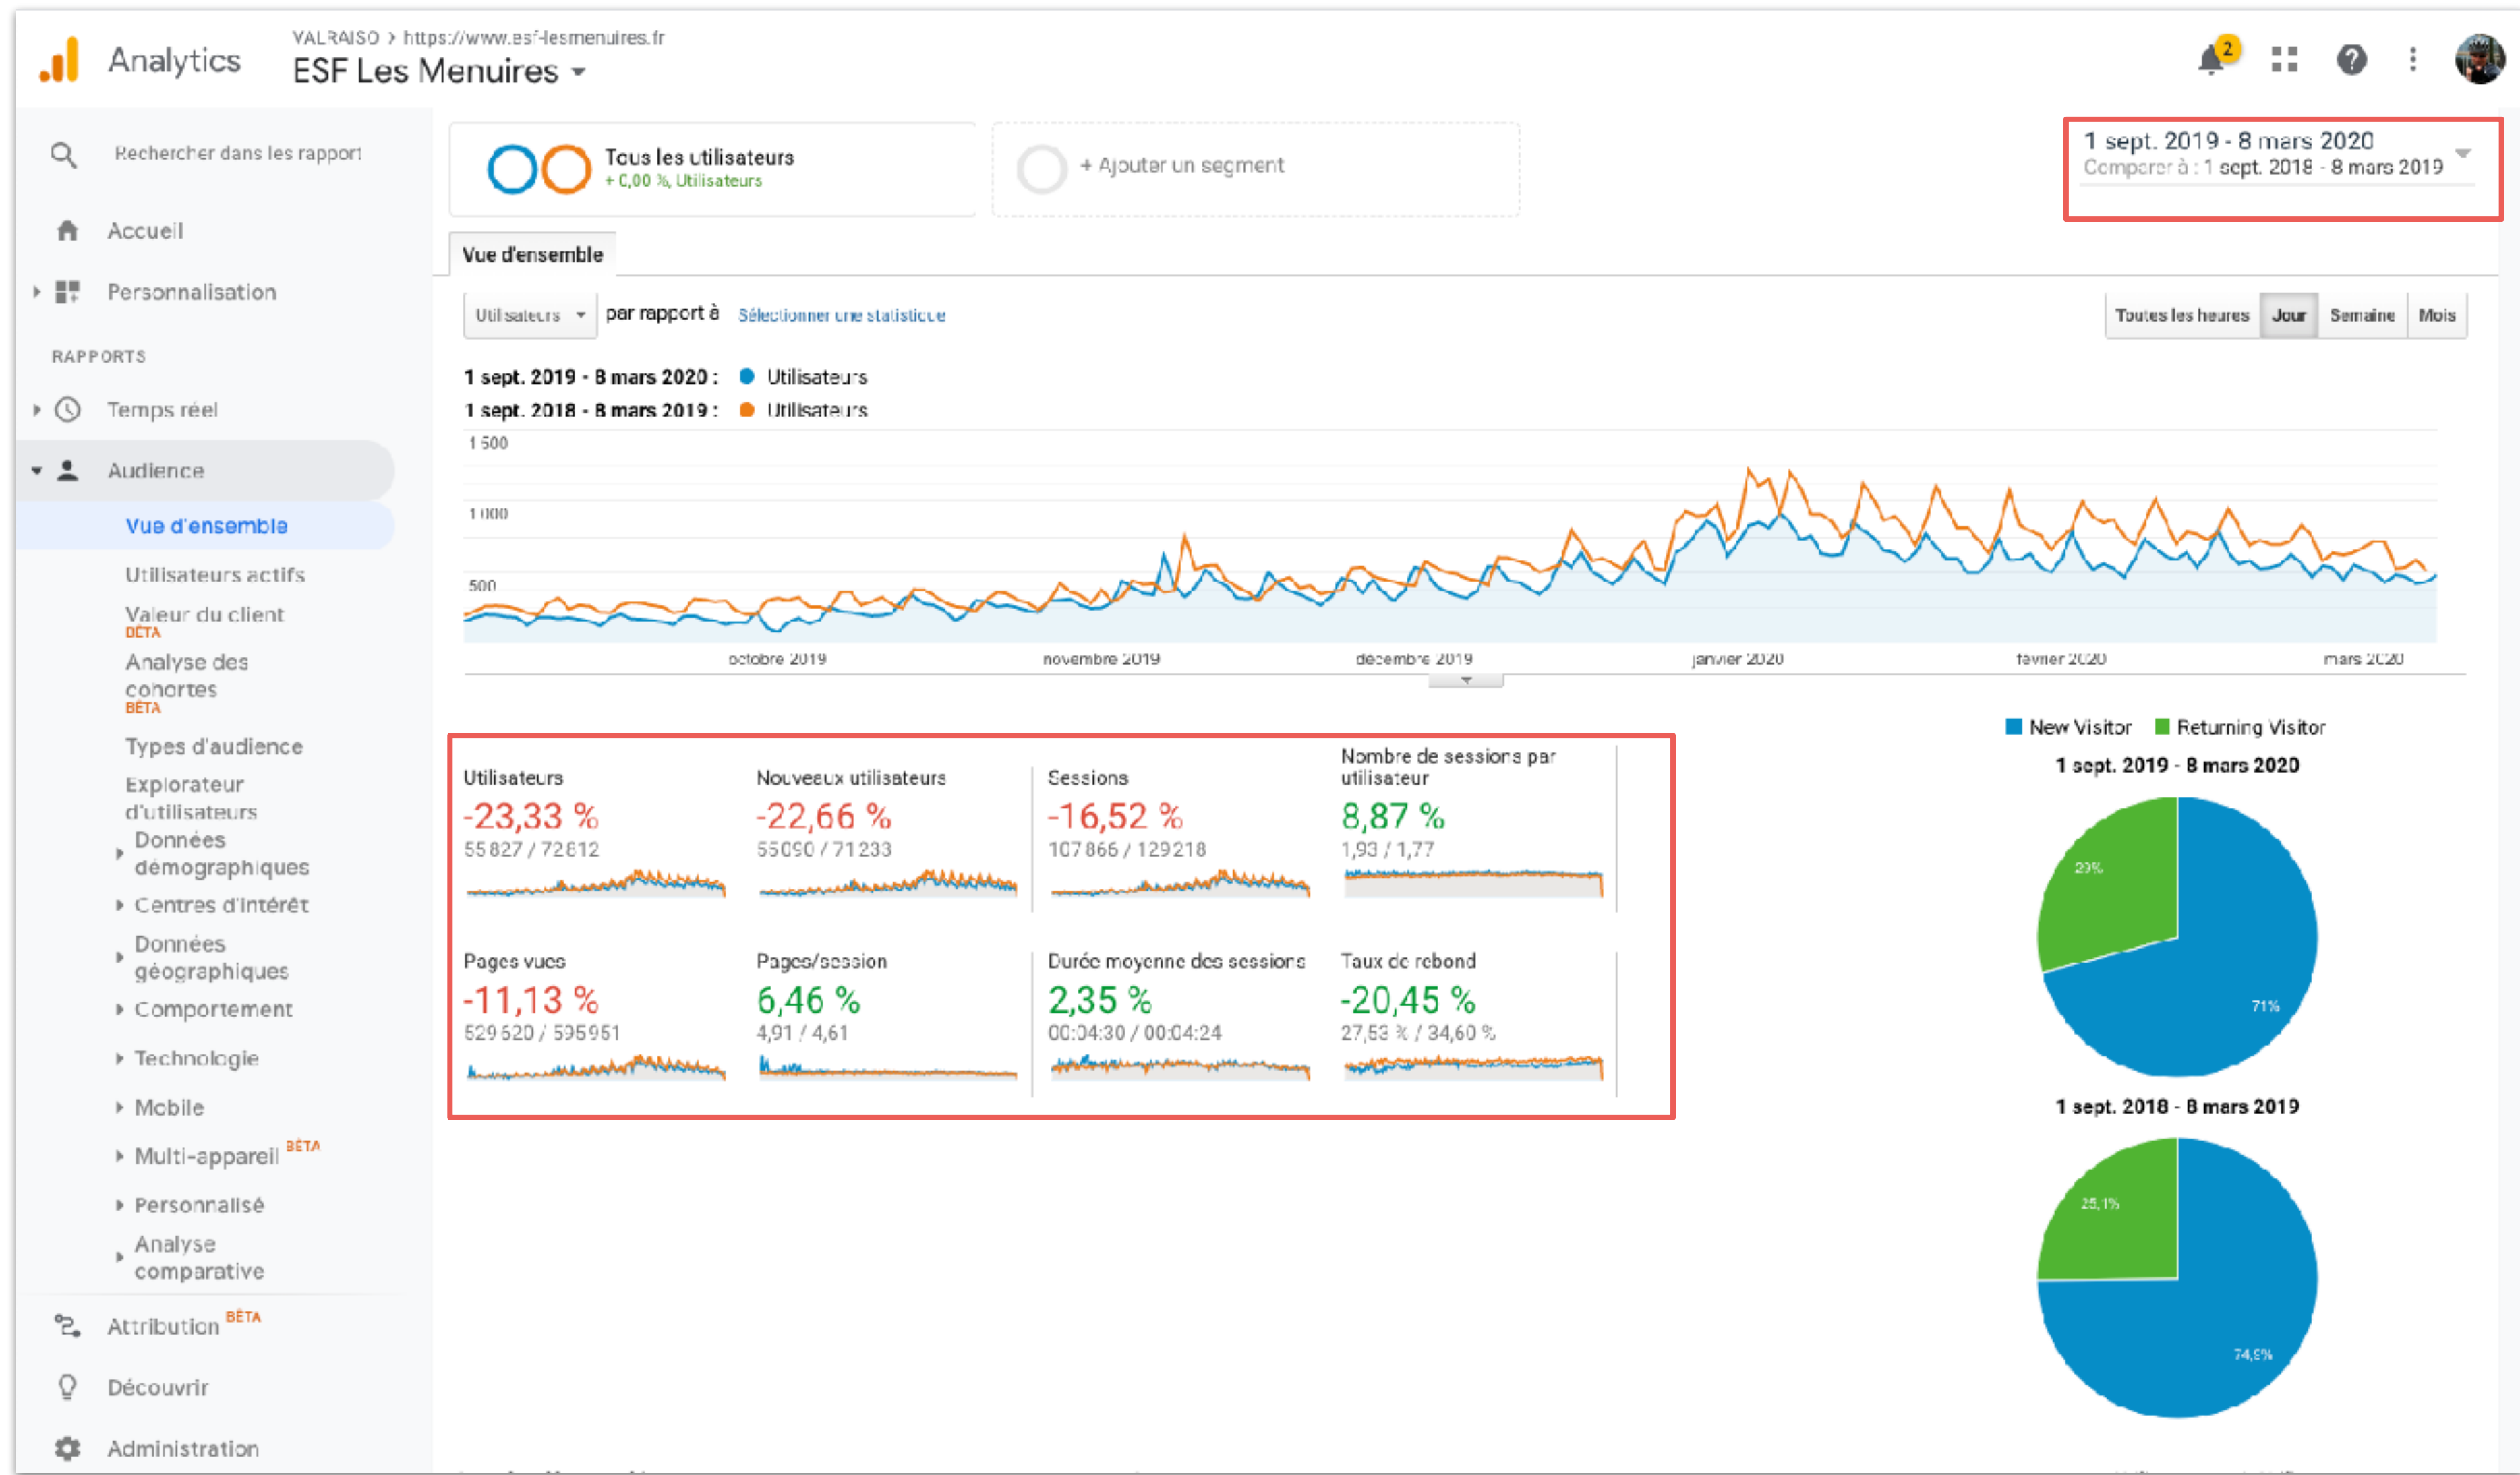 Analytics
VALRAISO > https://www.esf-lesmenuires.fr
ESF Les Menuires
2
Rechercher dans les rapport
Accueil
Personnalisation
RAPPORTS
Temps réel
Audience
Vue d'ensemble
Utilisateurs actifs
Valeur du client
BÊTA
Analyse des
cohortes
BÊTA
Types d'audience
Explorateur
d'utilisateurs
Données
démographiques
Centres d'intérêt
Données
géographiques
Comportement
Technologie
Mobile
Multi-appareil BÊTA
Personnalisé
Analyse
comparative
Attribution BÊTA
Découvrir
Administration
Tous les utilisateurs
+ 0,00 %, Utilisateurs
+ Ajouter un segment
1 sept. 2019 - 8 mars 2020
Comparer à : 1 sept. 2018 - 8 mars 2019
Vue d'ensemble
Utilisateurs par rapport à Sélectionner une statistique
Toutes les heures Jour Semaine Mois
1 sept. 2019 - 8 mars 2020 : Utilisateurs
1 sept. 2018 - 8 mars 2019 : Utilisateurs
1 500
1 000
500
octobre 2019 novembre 2019 décembre 2019 janvier 2020 février 2020 mars 2020
Utilisateurs
-23,33 %
55 827 / 72 812
Nouveaux utilisateurs
-22,66 %
55 090 / 71 233
Sessions
-16,52 %
107 866 / 129 218
Nombre de sessions par
utilisateur
8,87 %
1,93 / 1,77
Pages vues
-11,13 %
529 620 / 595 951
Pages/session
6,46 %
4,91 / 4,61
Durée moyenne des sessions
2,35 %
00:04:30 / 00:04:24
Taux de rebond
-20,45 %
27,53 % / 34,60 %
New Visitor Returning Visitor
1 sept. 2019 - 8 mars 2020
29%
71%
1 sept. 2018 - 8 mars 2019
25,1%
74,9%